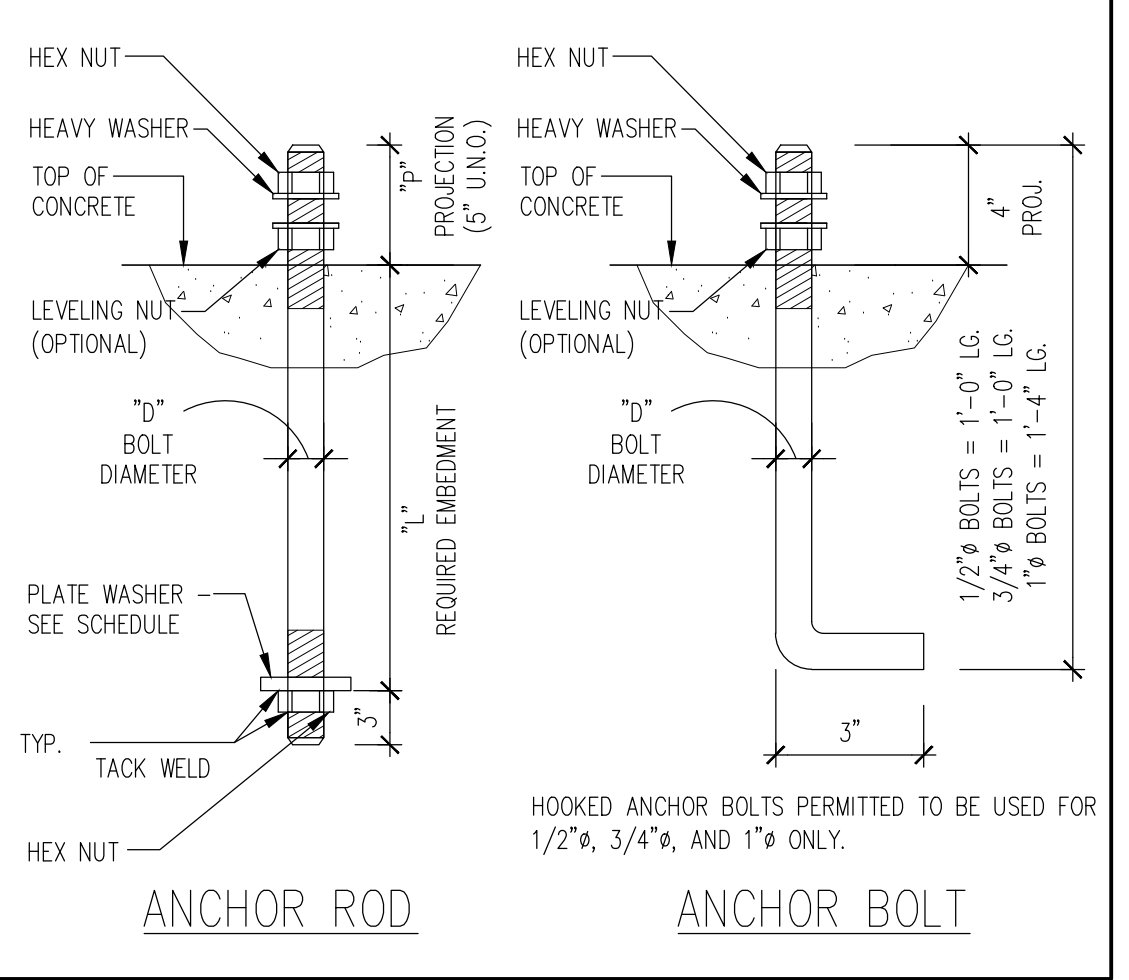 HEX NUT
HEAVY WASHER
TOP OF
CONCRETE
LEVELING NUT
(OPTIONAL)
"D"
BOLT
DIAMETER
PLATE WASHER
SEE SCHEDULE
TYP.
TACK WELD
HEX NUT
"P"
PROJECTION
(5" U.N.O.)
"L"
REQUIRED EMBEDMENT
3"
ANCHOR ROD
HEX NUT
HEAVY WASHER
TOP OF
CONCRETE
LEVELING NUT
(OPTIONAL)
"D"
BOLT
DIAMETER
4"
PROJ.
1/2"ø BOLTS = 1'-0" LG.
3/4"ø BOLTS = 1'-0" LG.
1"ø BOLTS = 1'-4" LG.
3"
HOOKED ANCHOR BOLTS PERMITTED TO BE USED FOR
1/2"ø, 3/4"ø, AND 1"ø ONLY.
ANCHOR BOLT